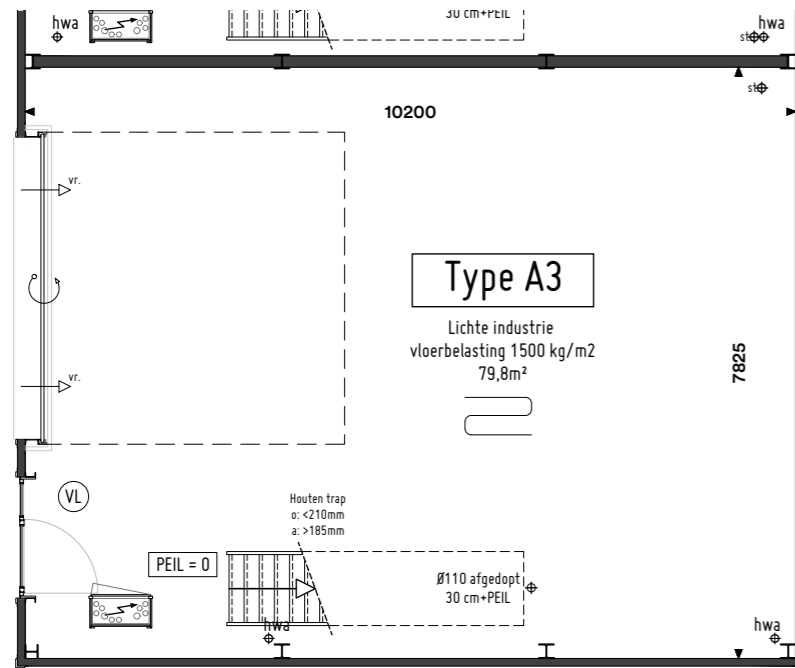 hwa
30 cm+PEIL
hwa
st
st
10200
vr.
Type A3
Lichte industrie
vloerbelasting 1500 kg/m2
79,8m²
7825
vr.
VL
Houten trap
o: <210mm
a: >185mm
PEIL = 0
Ø110 afgedopt
30 cm+PEIL
hwa
hwa